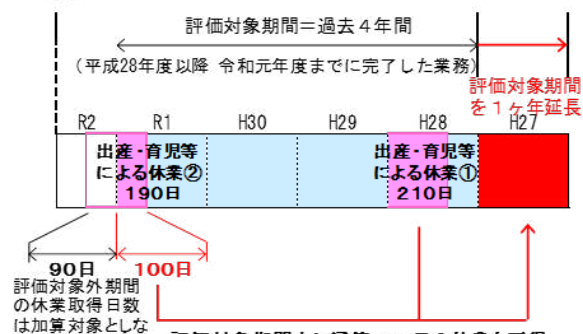 評価対象期間＝過去４年間
（平成28年度以降 令和元年度までに完了した業務）
評価対象期間
を１ヶ年延長
R2 R1 H30 H29 H28 H27
出産・育児等
による休業②
190日
出産・育児等
による休業①
210日
90日
100日
評価対象外期間
の休業取得日数
は加算対象としな